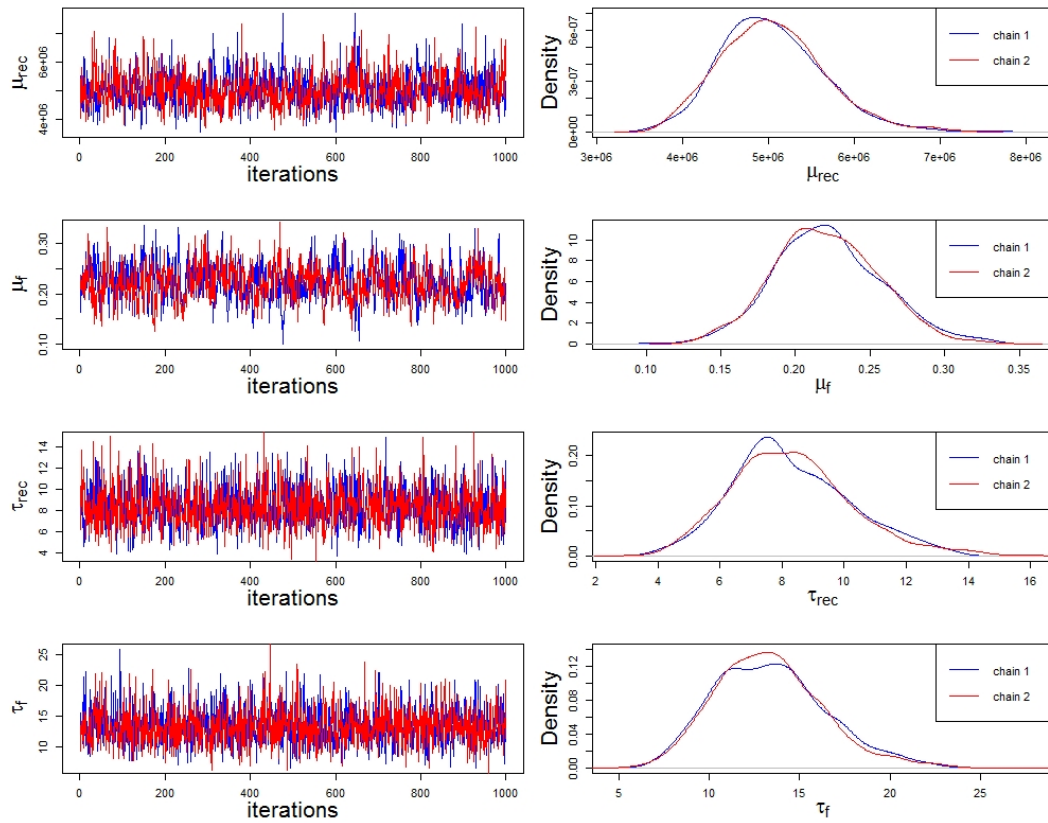 μrec
4e+06 6e+06
0 200 400 600 800 1000
iterations
Density
0e+00 3e-07 6e-07
chain 1
chain 2
3e+06 4e+06 5e+06 6e+06 7e+06 8e+06
μrec
μf
0.10 0.20 0.30
0 200 400 600 800 1000
iterations
Density
0 2 4 6 8 10
chain 1
chain 2
0.10 0.15 0.20 0.25 0.30 0.35
μf
τrec
4 6 8 10 12 14
0 200 400 600 800 1000
iterations
Density
0.00 0.10 0.20
chain 1
chain 2
2 4 6 8 10 12 14 16
τrec
τf
10 15 20 25
0 200 400 600 800 1000
iterations
Density
0.00 0.04 0.08 0.12
chain 1
chain 2
5 10 15 20 25
τf